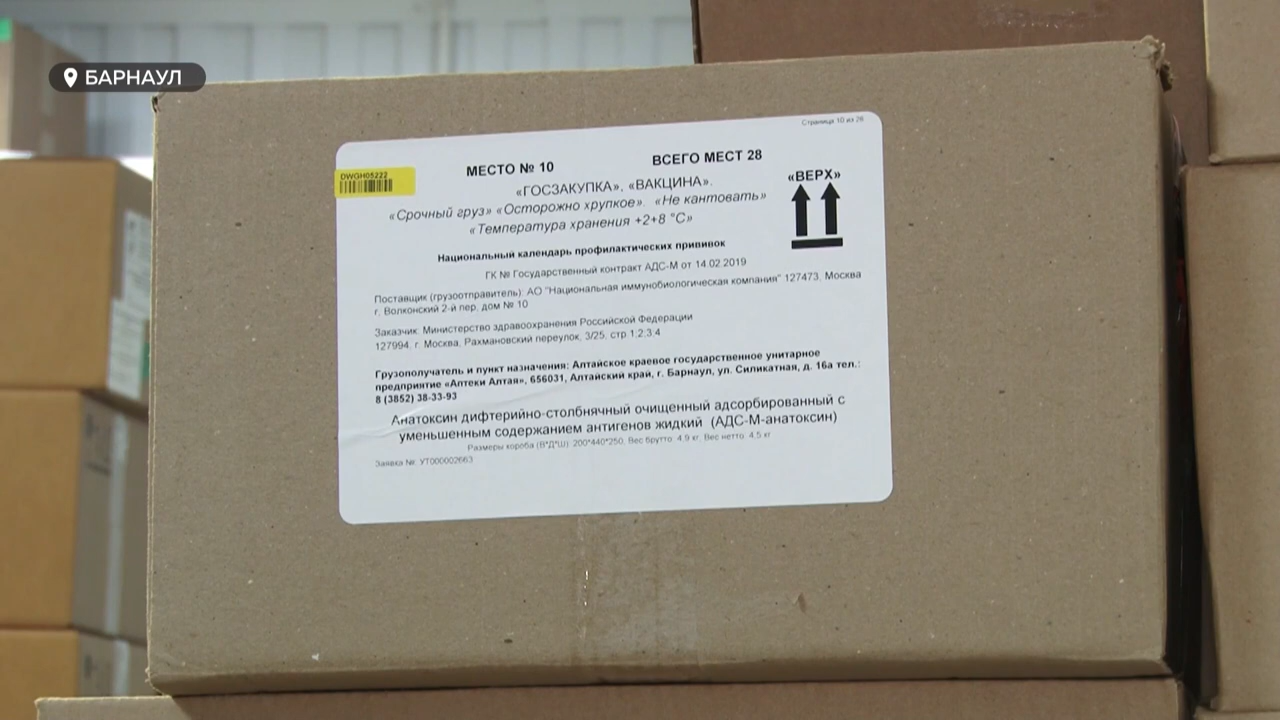 БАРНАУЛ
Страница 10 из 28
DWGH05222
МЕСТО № 10 ВСЕГО МЕСТ 28
«ГОСЗАКУПКА», «ВАКЦИНА».
«Срочный груз» «Осторожно хрупкое». «Не кантовать»
«Температура хранения +2+8 °С»
«ВЕРХ»
Национальный календарь профилактических прививок
ГК № Государственный контракт АДС-М от 14.02.2019
Поставщик (грузоотправитель): АО "Национальная иммунобиологическая компания" 127473, Москва
г. Волконский 2-й пер, дом № 10
Заказчик: Министерство здравоохранения Российской Федерации
127994, г. Москва, Рахмановский переулок, 3/25, стр 1,2,3,4
Грузополучатель и пункт назначения: Алтайское краевое государственное унитарное
предприятие «Аптеки Алтая», 656031, Алтайский край, г. Барнаул, ул. Силикатная, д. 16а тел.:
8 (3852) 38-33-93
Анатоксин дифтерийно-столбнячный очищенный адсорбированный с
уменьшенным содержанием антигенов жидкий (АДС-М-анатоксин)
Размеры короба (В*Д*Ш): 200*440*250, Вес брутто: 4,9 кг, Вес нетто: 4,5 кг
Заявка №: УТ000002663